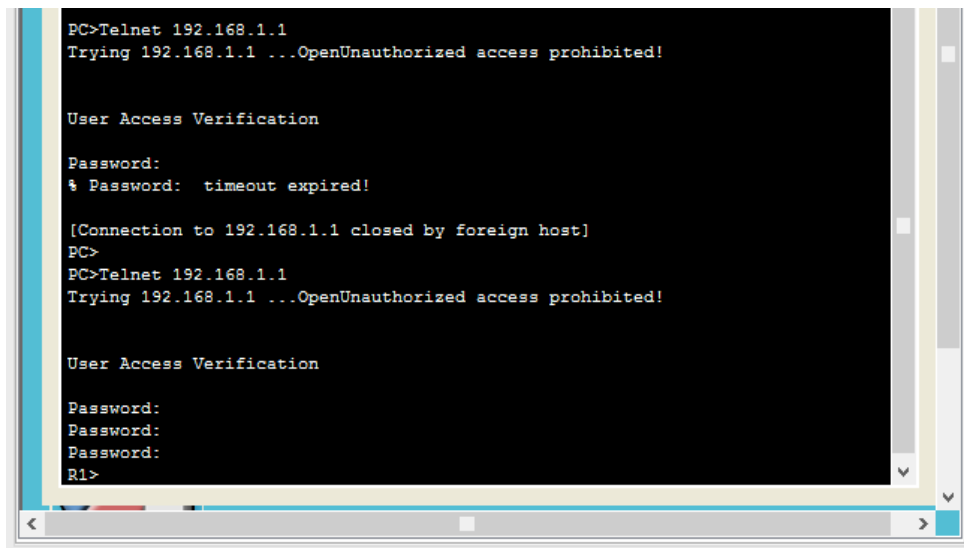 PC>Telnet 192.168.1.1
Trying 192.168.1.1 ...OpenUnauthorized access prohibited!
User Access Verification
Password:
% Password:  timeout expired!
[Connection to 192.168.1.1 closed by foreign host]
PC>
PC>Telnet 192.168.1.1
Trying 192.168.1.1 ...OpenUnauthorized access prohibited!
User Access Verification
Password:
Password:
Password:
R1>